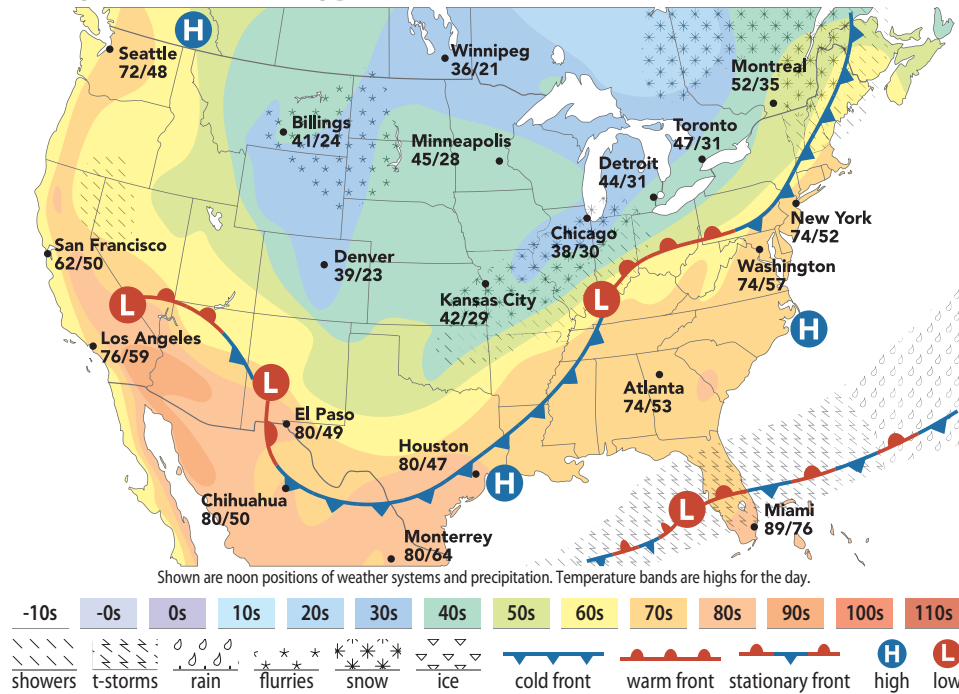 H
Seattle
72/48
Winnipeg
36/21
Montreal
52/35
Billings
41/24
Minneapolis
45/28
Toronto
47/31
Detroit
44/31
New York
74/52
San Francisco
62/50
Denver
39/23
Chicago
38/30
Washington
74/57
Kansas City
42/29
L
L
H
Los Angeles
76/59
L
Atlanta
74/53
El Paso
80/49
Houston
80/47
H
Chihuahua
80/50
L
Miami
89/76
Monterrey
80/64
Shown are noon positions of weather systems and precipitation. Temperature bands are highs for the day.
-10s -0s 0s 10s 20s 30s 40s 50s 60s 70s 80s 90s 100s 110s
H L
showers t-storms rain flurries snow ice cold front warm front stationary front high low